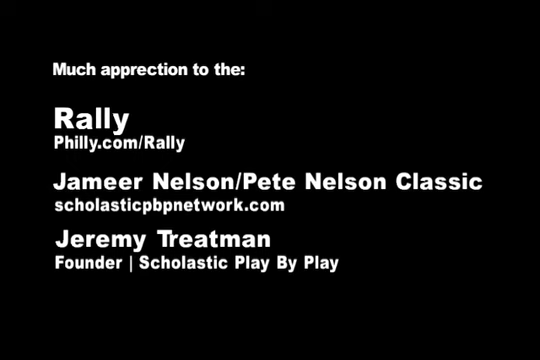 Much apprection to the:
Rally
Philly.com/Rally
Jameer Nelson/Pete Nelson Classic
scholasticpbpnetwork.com
Jeremy Treatman
Founder | Scholastic Play By Play